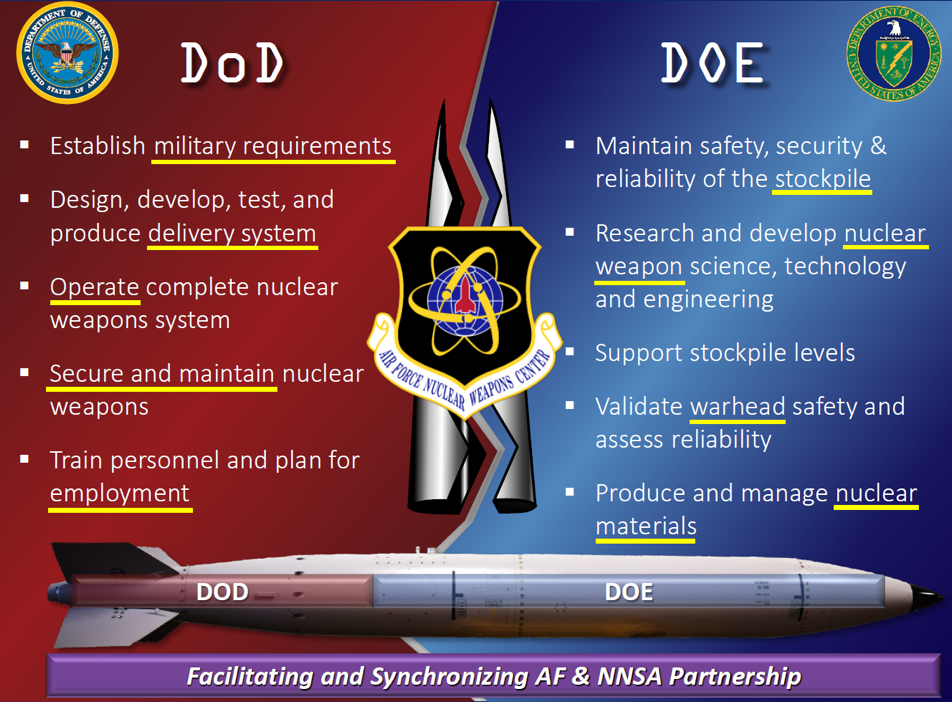 DEPARTMENT OF DEFENSE
UNITED STATES OF AMERICA
DoD
▪ Establish military requirements
▪ Design, develop, test, and
produce delivery system
▪ Operate complete nuclear
weapons system
▪ Secure and maintain nuclear
weapons
▪ Train personnel and plan for
employment
AIR FORCE NUCLEAR WEAPONS CENTER
DEPARTMENT OF ENERGY
UNITED STATES OF AMERICA
DOE
▪ Maintain safety, security &
reliability of the stockpile
▪ Research and develop nuclear
weapon science, technology
and engineering
▪ Support stockpile levels
▪ Validate warhead safety and
assess reliability
▪ Produce and manage nuclear
materials
DOD
DOE
Facilitating and Synchronizing AF & NNSA Partnership